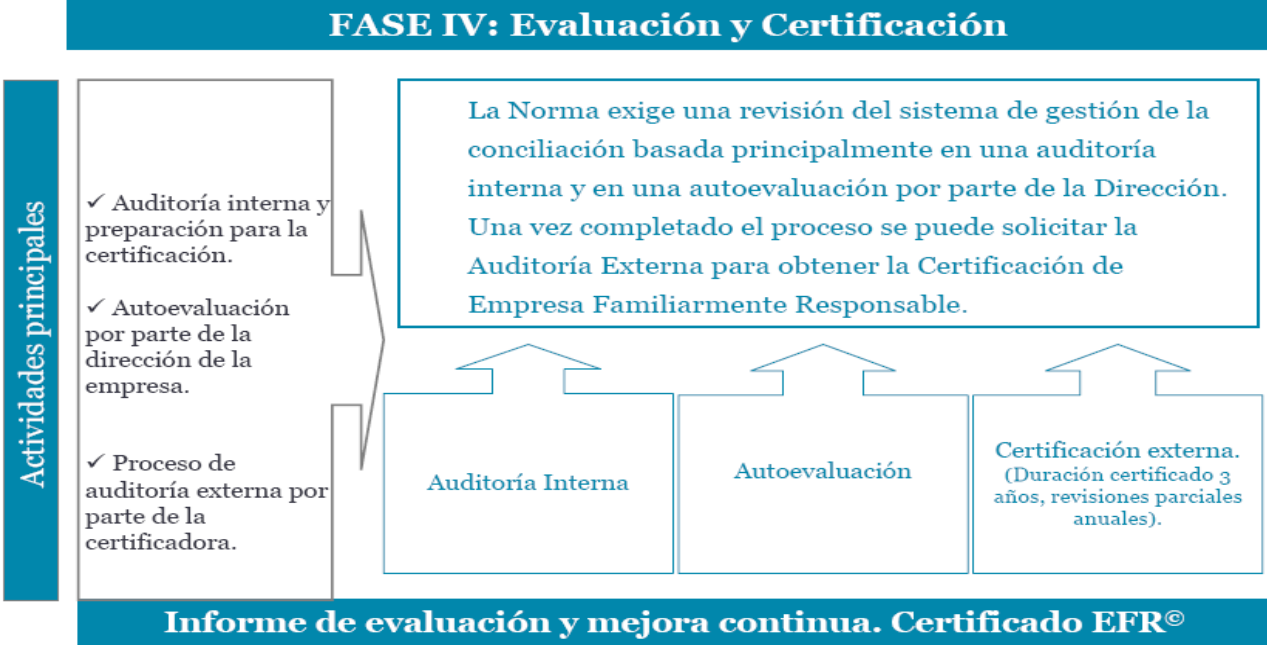 FASE IV: Evaluación y Certificación
Actividades principales
✓ Auditoría interna y
preparación para la
certificación.
✓ Autoevaluación
por parte de la
dirección de la
empresa.
✓ Proceso de
auditoría externa por
parte de la
certificadora.
La Norma exige una revisión del sistema de gestión de la
conciliación basada principalmente en una auditoría
interna y en una autoevaluación por parte de la Dirección.
Una vez completado el proceso se puede solicitar la
Auditoría Externa para obtener la Certificación de
Empresa Familiarmente Responsable.
Auditoría Interna
Autoevaluación
Certificación externa.
(Duración certificado 3
años, revisiones parciales
anuales).
Informe de evaluación y mejora continua. Certificado EFR©